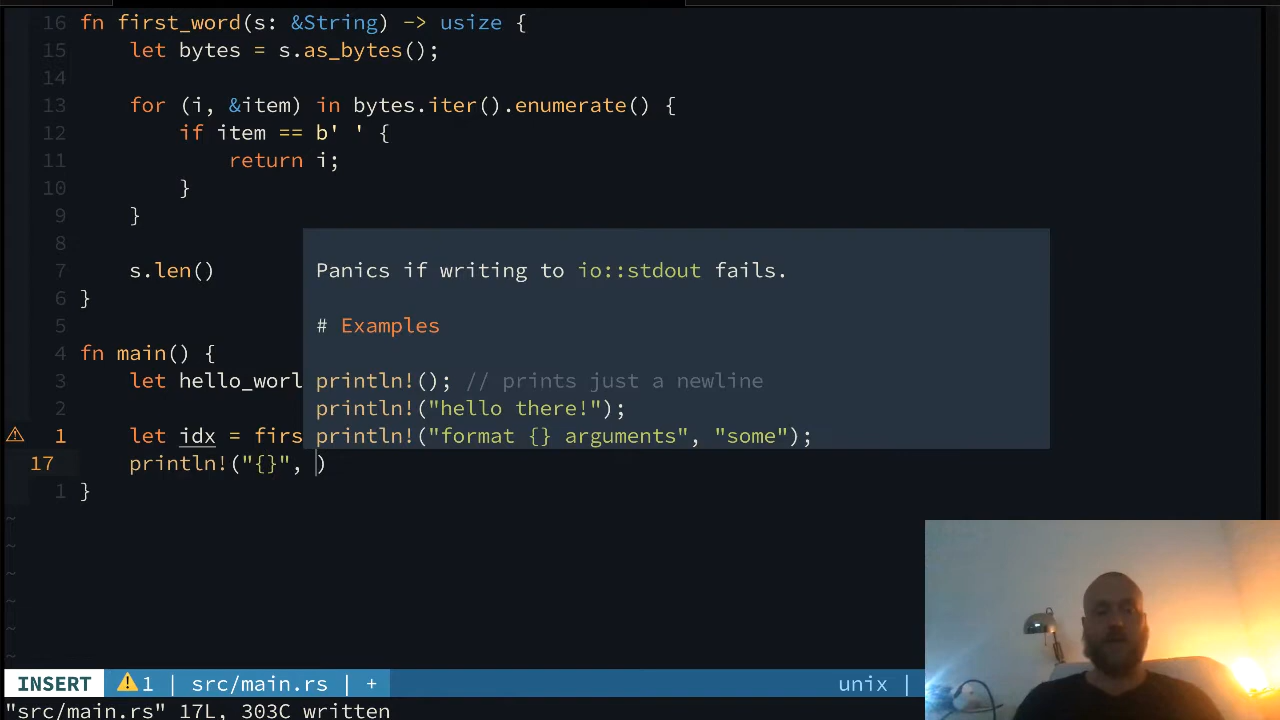 16 fn first_word(s: &String) -> usize {
15 let bytes = s.as_bytes();
14
13 for (i, &item) in bytes.iter().enumerate() {
12 if item == b' ' {
11 return i;
10 }
9 }
8
Panics if writing to io::stdout fails.
7 s.len()
6 }
5 # Examples
4 fn main() {
3 let hello_worl println!(); // prints just a newline
2 println!("hello there!");
1 let idx = firs println!("format {} arguments", "some");
17 println!("{}", )
1 }
~
~
~
~
~
~
INSERT 1 | src/main.rs | + unix |
"src/main.rs" 17L, 303C written